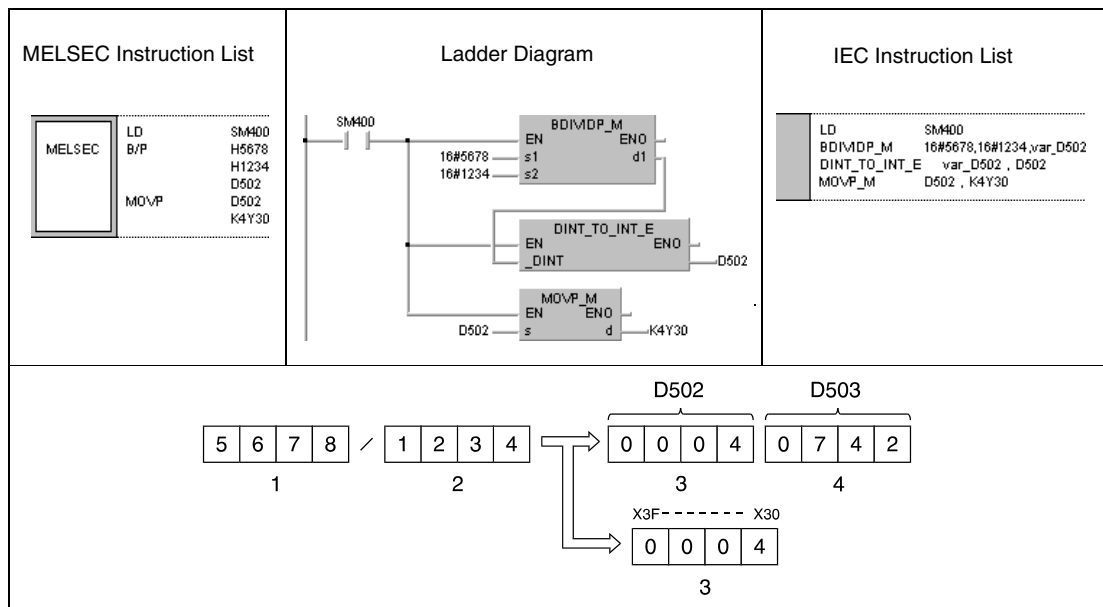 MELSEC Instruction List
MELSEC
LD SM400
B/P H5678
H1234
D502
MOVP D502
K4Y30
Ladder Diagram
SM400
BDIVIDP_M
EN ENO
16#5678 s1 d1
16#1234 s2
DINT_TO_INT_E
EN ENO
_DINT D502
MOVP_M
EN ENO
D502 s d K4Y30
IEC Instruction List
LD SM400
BDIVIDP_M 16#5678,16#1234,var_D502
DINT_TO_INT_E var_D502 , D502
MOVP_M D502 , K4Y30
D502 D503
5 6 7 8 / 1 2 3 4 0 0 0 4 0 7 4 2
1 2 3 4
X3F - - - - - - - X30
0 0 0 4
3